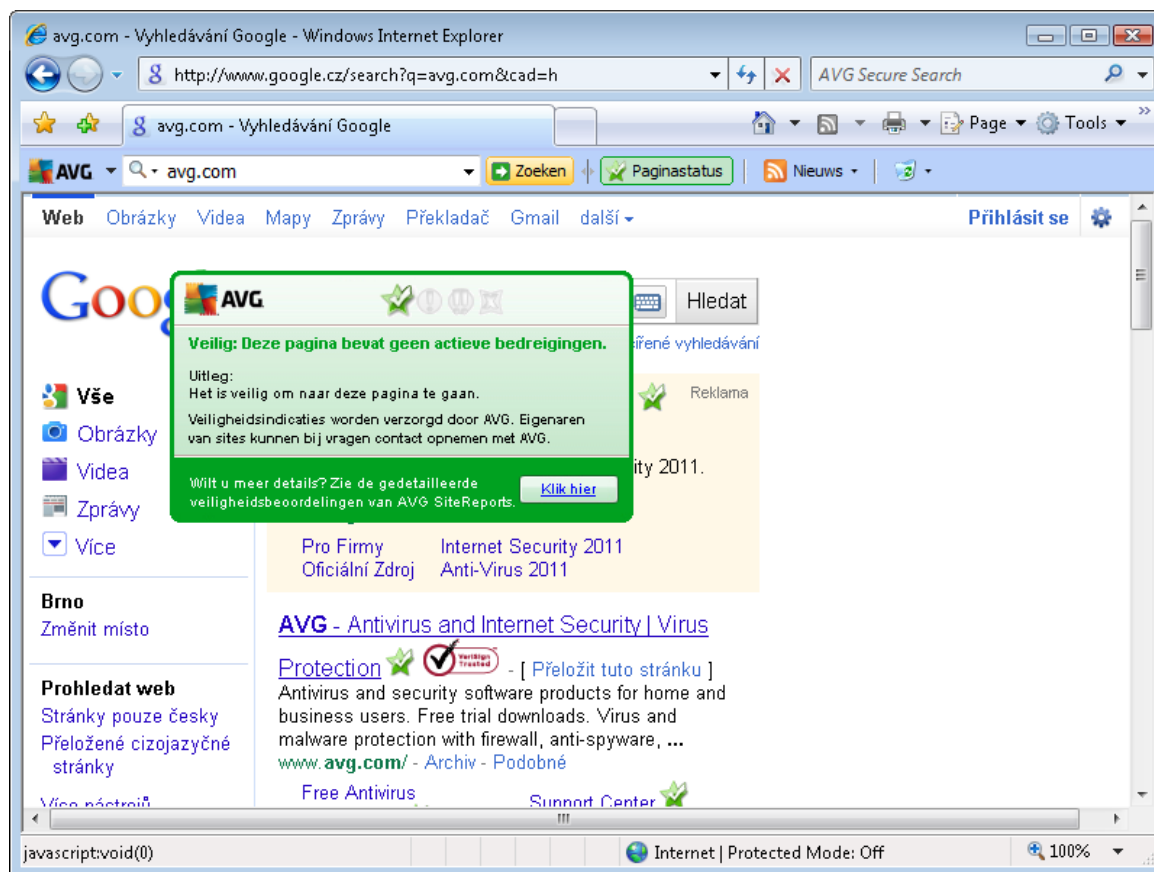 avg.com - Vyhledávání Google - Windows Internet Explorer
http://www.google.cz/search?q=avg.com&cad=h
AVG Secure Search
avg.com - Vyhledávání Google
Page
Tools
AVG
avg.com
Zoeken
Paginastatus
Nieuws
Web Obrázky Videa Mapy Zprávy Překladač Gmail další
Přihlásit se
Goo
Hledat
AVG
Veilig: Deze pagina bevat geen actieve bedreigingen.
Uitleg:
Het is veilig om naar deze pagina te gaan.
Veiligheidsindicaties worden verzorgd door AVG. Eigenaren
van sites kunnen bij vragen contact opnemen met AVG.
Wilt u meer details? Zie de gedetailleerde
veiligheidsbeoordelingen van AVG SiteReports.
Klik hier
vyhledávání
Reklama
ity 2011.
Vše
Obrázky
Videa
Zprávy
Více
Pro Firmy Internet Security 2011
Oficiální Zdroj Anti-Virus 2011
Brno
Změnit místo
Prohledat web
Stránky pouze česky
Přeložené cizojazyčné
stránky
Více nástrojů
AVG - Antivirus and Internet Security | Virus
Protection VeriSign Trusted - [ Přeložit tuto stránku ]
Antivirus and security software products for home and
business users. Free trial downloads. Virus and
malware protection with firewall, anti-spyware, ...
www.avg.com/ - Archiv - Podobné
Free Antivirus
Support Center
javascript:void(0)
Internet | Protected Mode: Off
100%